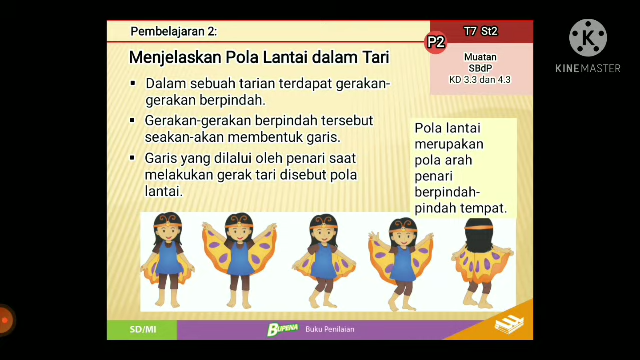 Pembelajaran 2:
P2
T7 St2
Muatan
SBdP
KD 3.3 dan 4.3
KINEMASTER
Menjelaskan Pola Lantai dalam Tari
▪ Dalam sebuah tarian terdapat gerakan-
gerakan berpindah.
▪ Gerakan-gerakan berpindah tersebut
seakan-akan membentuk garis.
▪ Garis yang dilalui oleh penari saat
melakukan gerak tari disebut pola
lantai.
Pola lantai
merupakan
pola arah
penari
berpindah-
pindah tempat.
SD/MI
BUPENA
Buku Penilaian